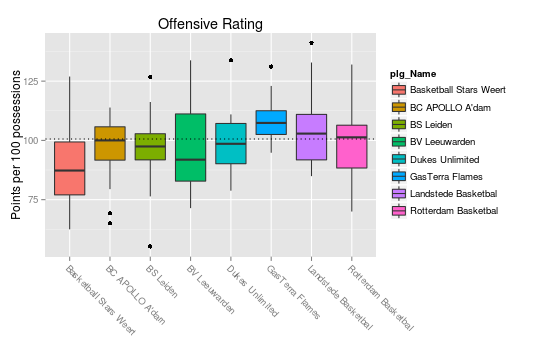 Offensive Rating
Points per 100 possessions
125
100
75
Basketball Stars Weert
BC APOLLO A'dam
BS Leiden
BV Leeuwarden
Dukes Unlimited
GasTerra Flames
Landstede Basketbal
Rotterdam Basketbal
plg_Name
Basketball Stars Weert
BC APOLLO A'dam
BS Leiden
BV Leeuwarden
Dukes Unlimited
GasTerra Flames
Landstede Basketbal
Rotterdam Basketbal